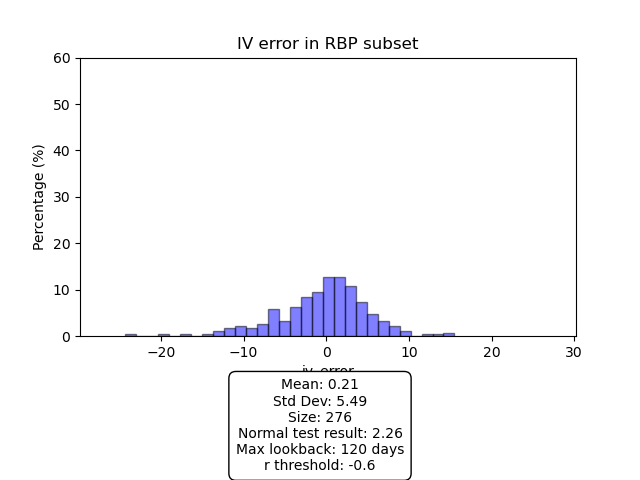 IV error in RBP subset
60
50
40
30
20
10
0
Percentage (%)
−20
−10
0
10
20
30
iv_error
Mean: 0.21
Std Dev: 5.49
Size: 276
Normal test result: 2.26
Max lookback: 120 days
r threshold: -0.6